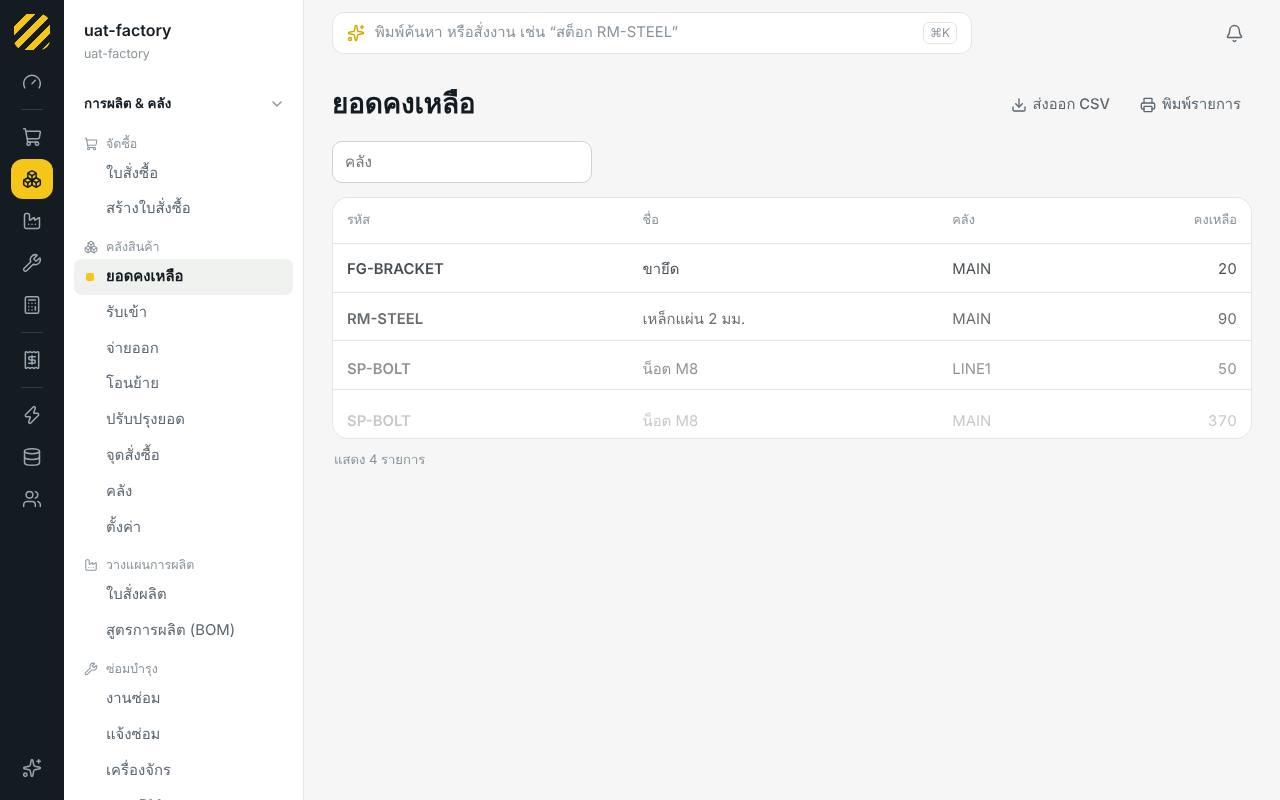 uat-factory
uat-factory
การผลิต & คลัง
จัดซื้อ
ใบสั่งซื้อ
สร้างใบสั่งซื้อ
คลังสินค้า
ยอดคงเหลือ
รับเข้า
จ่ายออก
โอนย้าย
ปรับปรุงยอด
จุดสั่งซื้อ
คลัง
ตั้งค่า
วางแผนการผลิต
ใบสั่งผลิต
สูตรการผลิต (BOM)
ซ่อมบำรุง
งานซ่อม
แจ้งซ่อม
เครื่องจักร
พิมพ์ค้นหา หรือสั่งงาน เช่น “สต็อก RM-STEEL” ⌘K
ยอดคงเหลือ ส่งออก CSV พิมพ์รายการ
คลัง
รหัส ชื่อ คลัง คงเหลือ
FG-BRACKET ขายึด MAIN 20
RM-STEEL เหล็กแผ่น 2 มม. MAIN 90
SP-BOLT น็อต M8 LINE1 50
SP-BOLT น็อต M8 MAIN 370
แสดง 4 รายการ